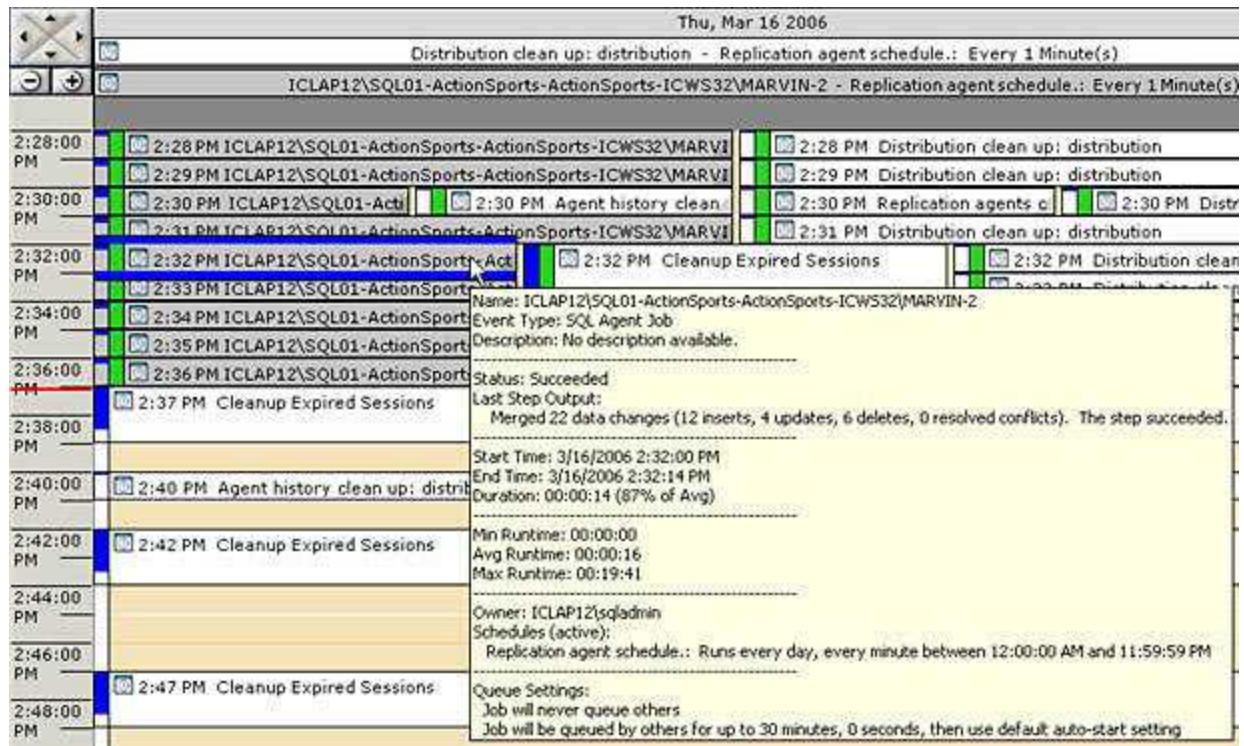 Thu, Mar 16 2006
Distribution clean up: distribution - Replication agent schedule.: Every 1 Minute(s)
ICLAP12\SQL01-ActionSports-ActionSports-ICWS32\MARVIN-2 - Replication agent schedule.: Every 1 Minute(s)
2:28:00 PM
2:28 PM ICLAP12\SQL01-ActionSports-ActionSports-ICWS32\MARVI
2:28 PM Distribution clean up: distribution
2:29 PM ICLAP12\SQL01-ActionSports-ActionSports-ICWS32\MARVI
2:29 PM Distribution clean up: distribution
2:30:00 PM
2:30 PM ICLAP12\SQL01-Acti
2:30 PM Agent history clean
2:30 PM Replication agents c
2:30 PM Distr
2:31 PM ICLAP12\SQL01-ActionSports-ActionSports-ICWS32\MARVI
2:31 PM Distribution clean up: distribution
2:32:00 PM
2:32 PM ICLAP12\SQL01-ActionSports-Act
2:32 PM Cleanup Expired Sessions
2:32 PM Distribution clean
2:33 PM ICLAP12\SQL01-ActionSports-Act
2:34:00 PM
2:34 PM ICLAP12\SQL01-ActionSport
2:35 PM ICLAP12\SQL01-ActionSport
2:36:00 PM
2:36 PM ICLAP12\SQL01-ActionSport
2:37 PM Cleanup Expired Sessions
2:38:00 PM
2:40:00 PM
2:40 PM Agent history clean up: distrib
2:42:00 PM
2:42 PM Cleanup Expired Sessions
2:44:00 PM
2:46:00 PM
2:47 PM Cleanup Expired Sessions
2:48:00 PM
Name: ICLAP12\SQL01-ActionSports-ActionSports-ICWS32\MARVIN-2
Event Type: SQL Agent Job
Description: No description available.
Status: Succeeded
Last Step Output:
Merged 22 data changes (12 inserts, 4 updates, 6 deletes, 0 resolved conflicts). The step succeeded.
Start Time: 3/16/2006 2:32:00 PM
End Time: 3/16/2006 2:32:14 PM
Duration: 00:00:14 (87% of Avg)
Min Runtime: 00:00:00
Avg Runtime: 00:00:16
Max Runtime: 00:19:41
Owner: ICLAP12\sqladmin
Schedules (active):
Replication agent schedule.: Runs every day, every minute between 12:00:00 AM and 11:59:59 PM
Queue Settings:
Job will never queue others
Job will be queued by others for up to 30 minutes, 0 seconds, then use default auto-start setting